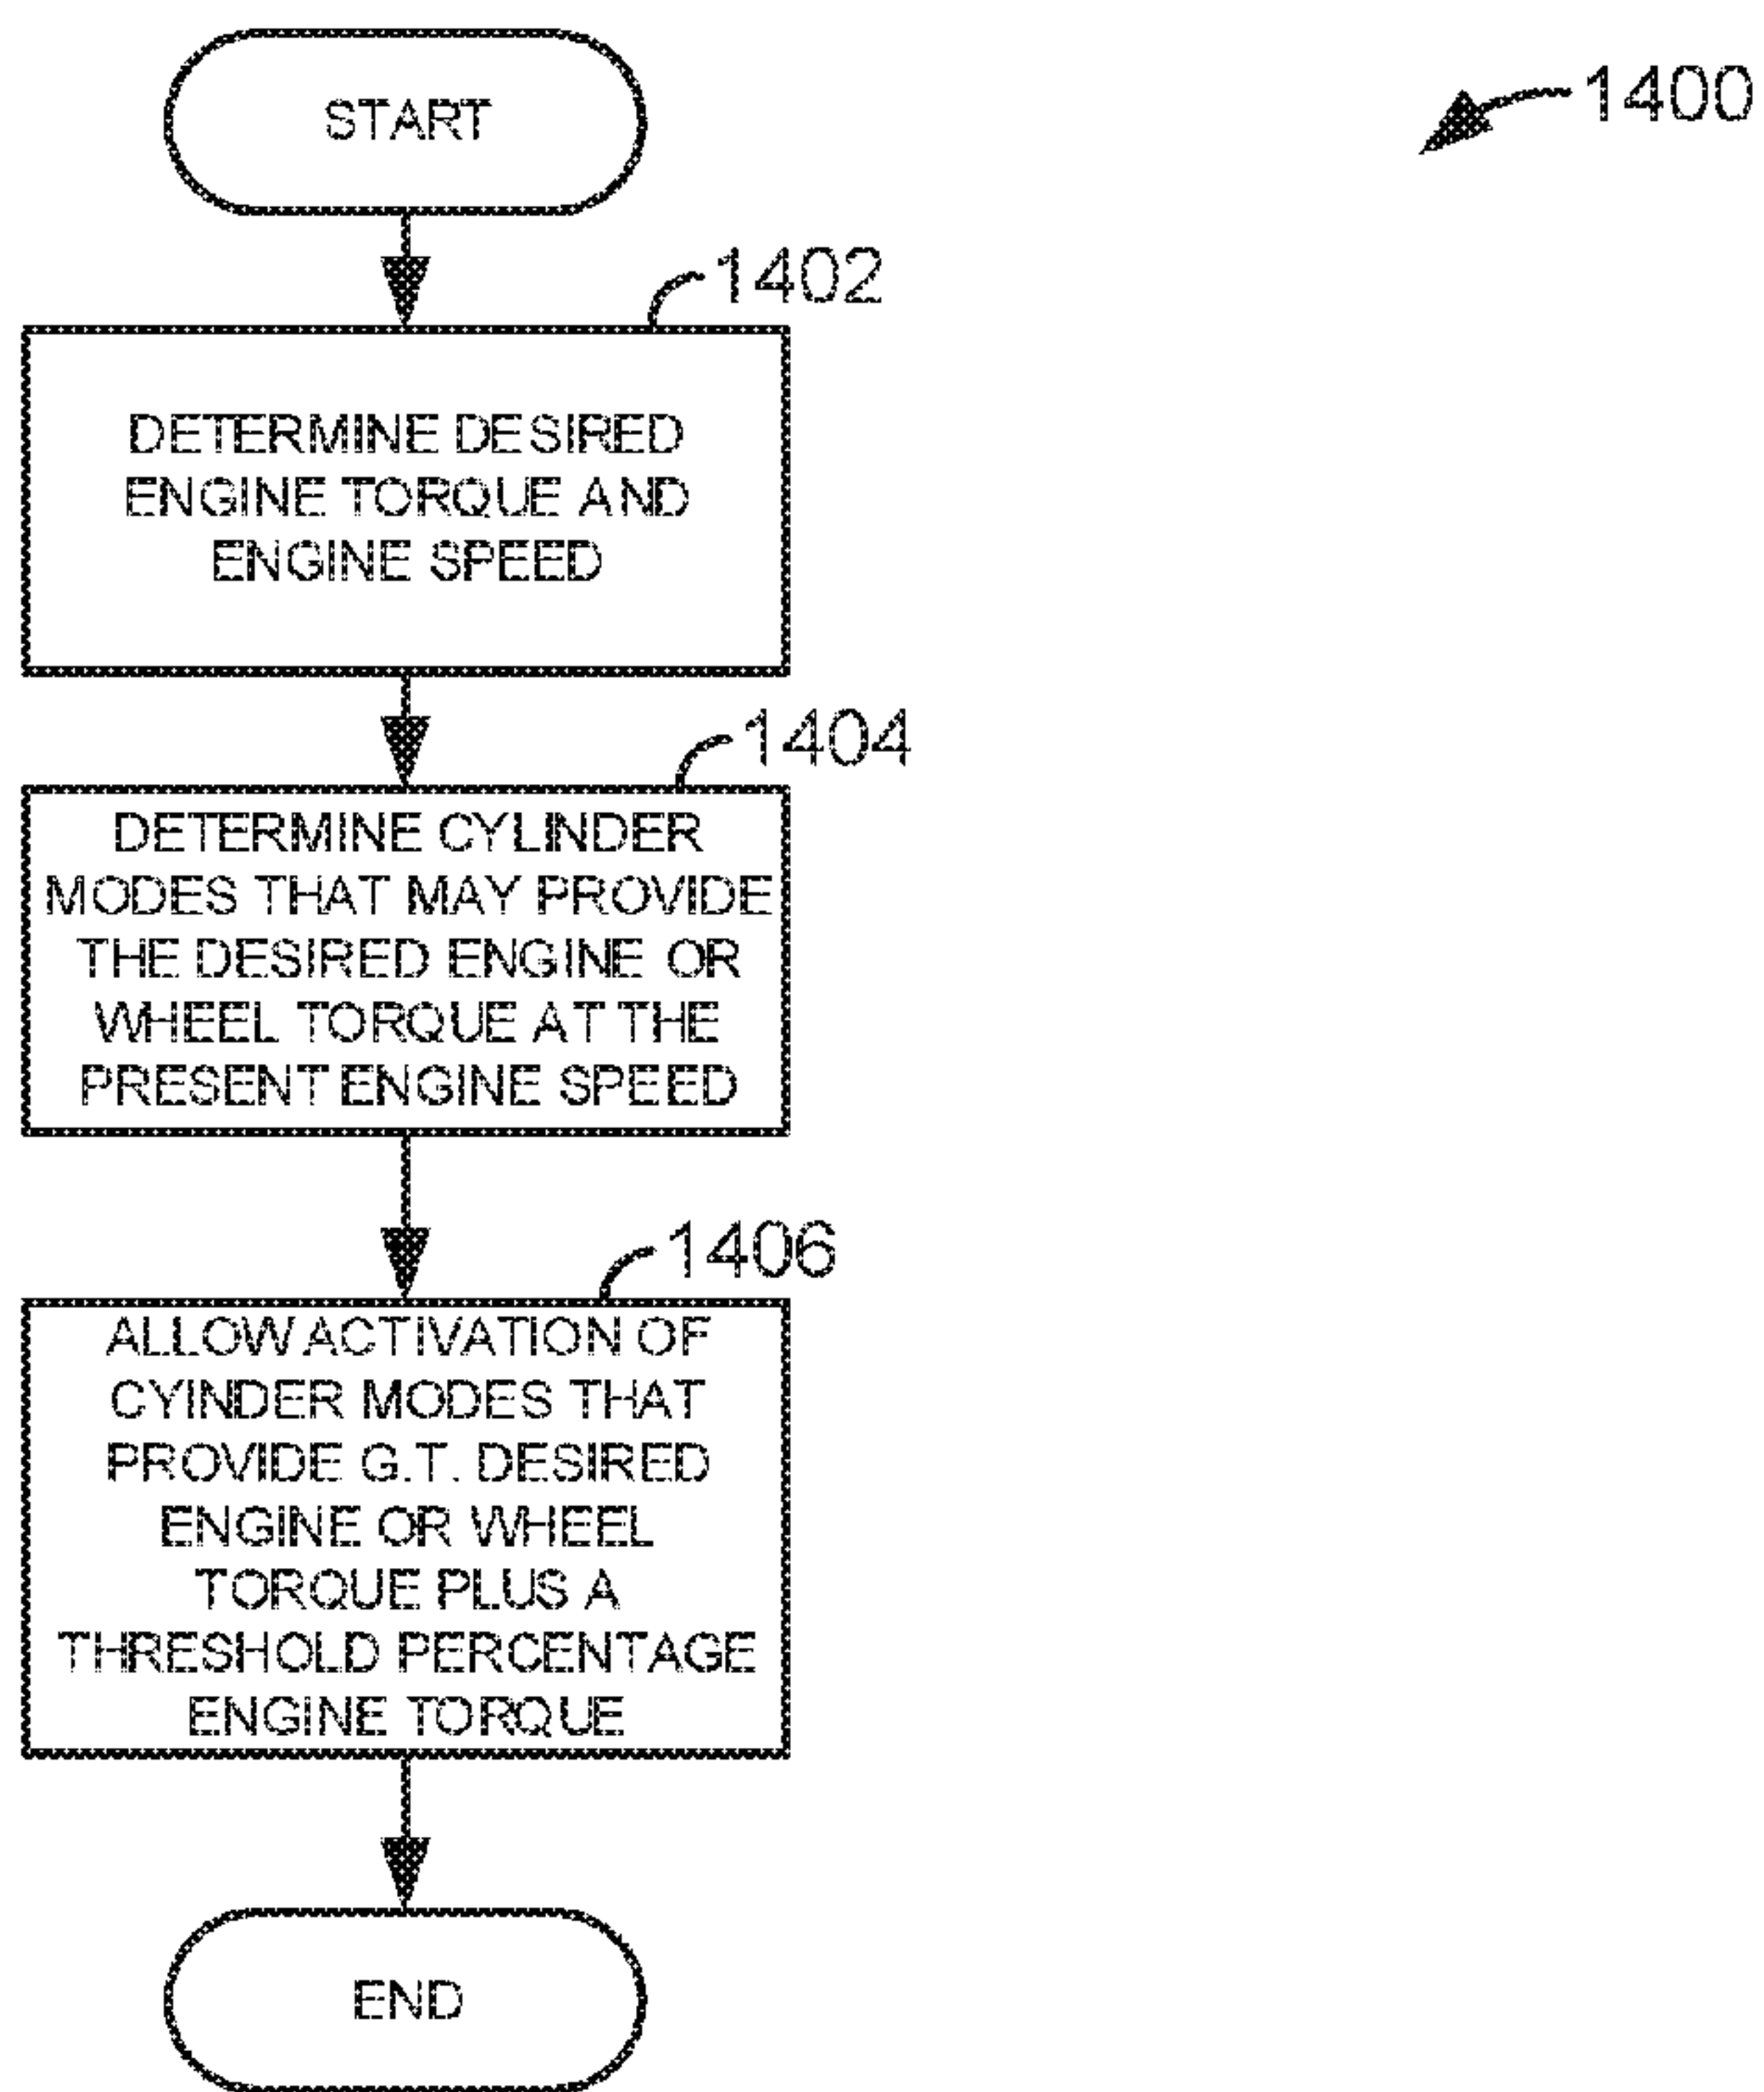 START
1400
1402
DETERMINE DESIRED
ENGINE TORQUE AND
ENGINE SPEED
1404
DETERMINE CYLINDER
MODES THAT MAY PROVIDE
THE DESIRED ENGINE OR
WHEEL TORQUE AT THE
PRESENT ENGINE SPEED
1406
ALLOW ACTIVATION OF
CYINDER MODES THAT
PROVIDE G.T. DESIRED
ENGINE OR WHEEL
TORQUE PLUS A
THRESHOLD PERCENTAGE
ENGINE TORQUE
END